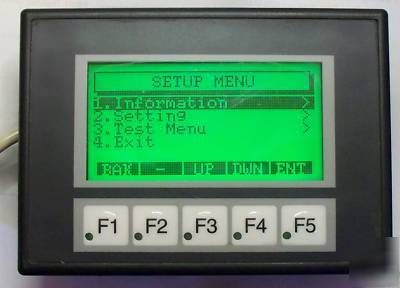 SETUP MENU
1.Information >
2.Setting >
3.Test Menu >
4.Exit
BAK - UP DWN ENT
F1 F2 F3 F4 F5